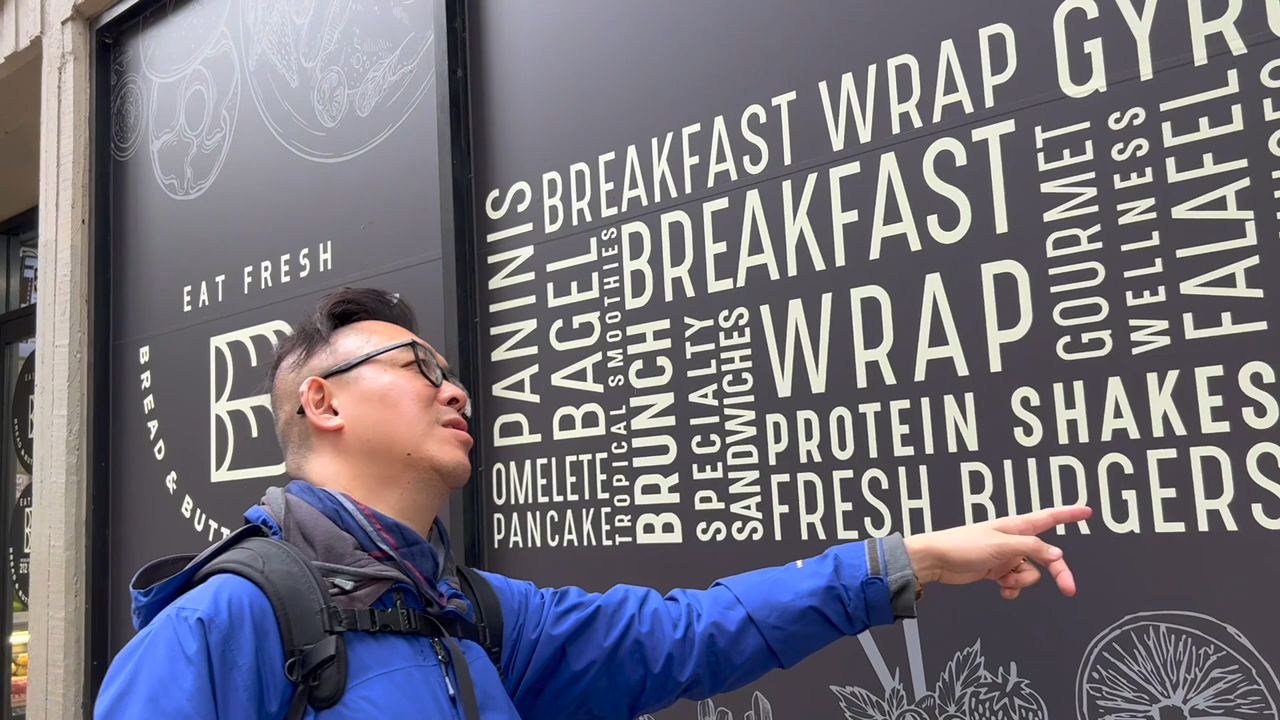 EAT FRESH
B
BREAD & BUTT
BREAKFAST WRAP GYRO
PANINIS
BAGEL
TROPICAL SMOOTHIES
BREAKFAST
WRAP
GOURMET
WELLNESS
FALAFEL
BRUNCH
SPECIALTY
SANDWICHES
PROTEIN SHAKES
OMELETE
FRESH BURGERS
PANCAKE